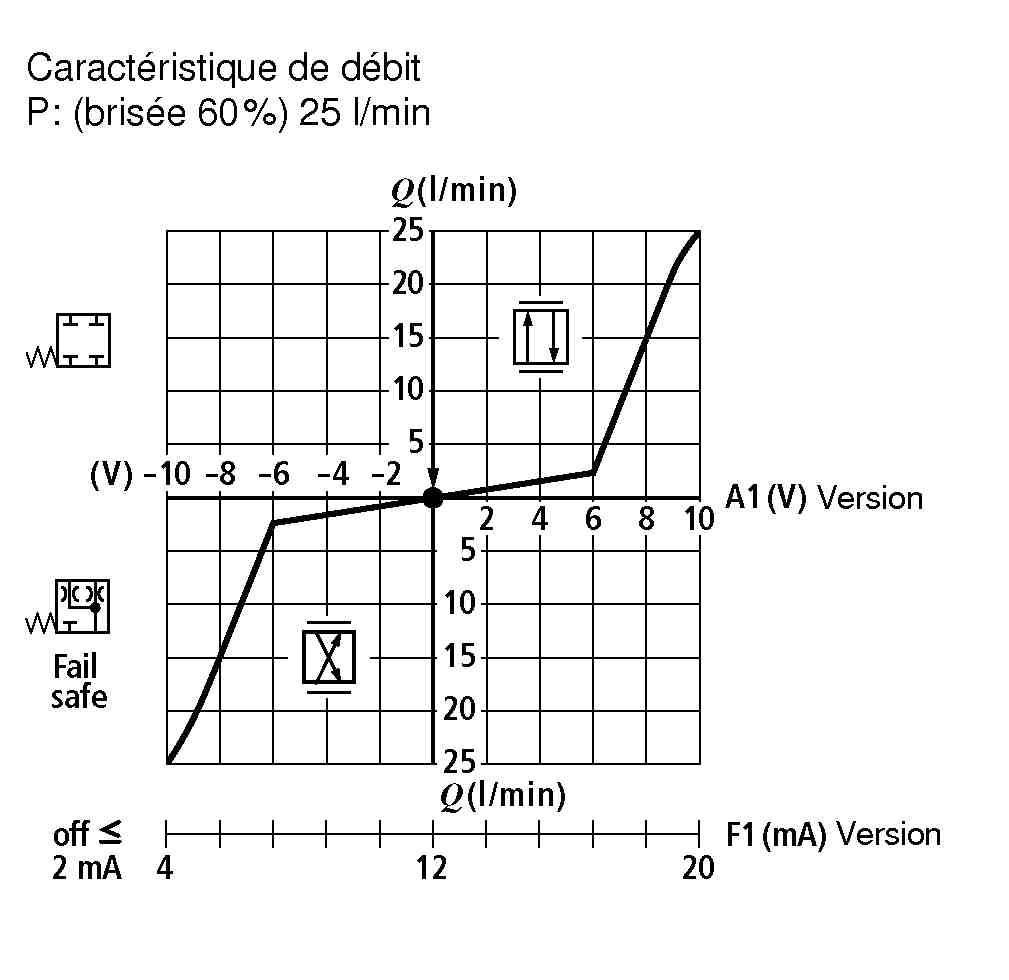 Caractéristique de débit
P: (brisée 60%) 25 l/min
Q(l/min)
25
20
15
10
5
(V) –10 –8 –6 –4 –2
2 4 6 8 10 A1(V) Version
5
10
15
20
25
Fail
safe
Q(l/min)
off ≤ F1(mA) Version
2 mA 4 12 20